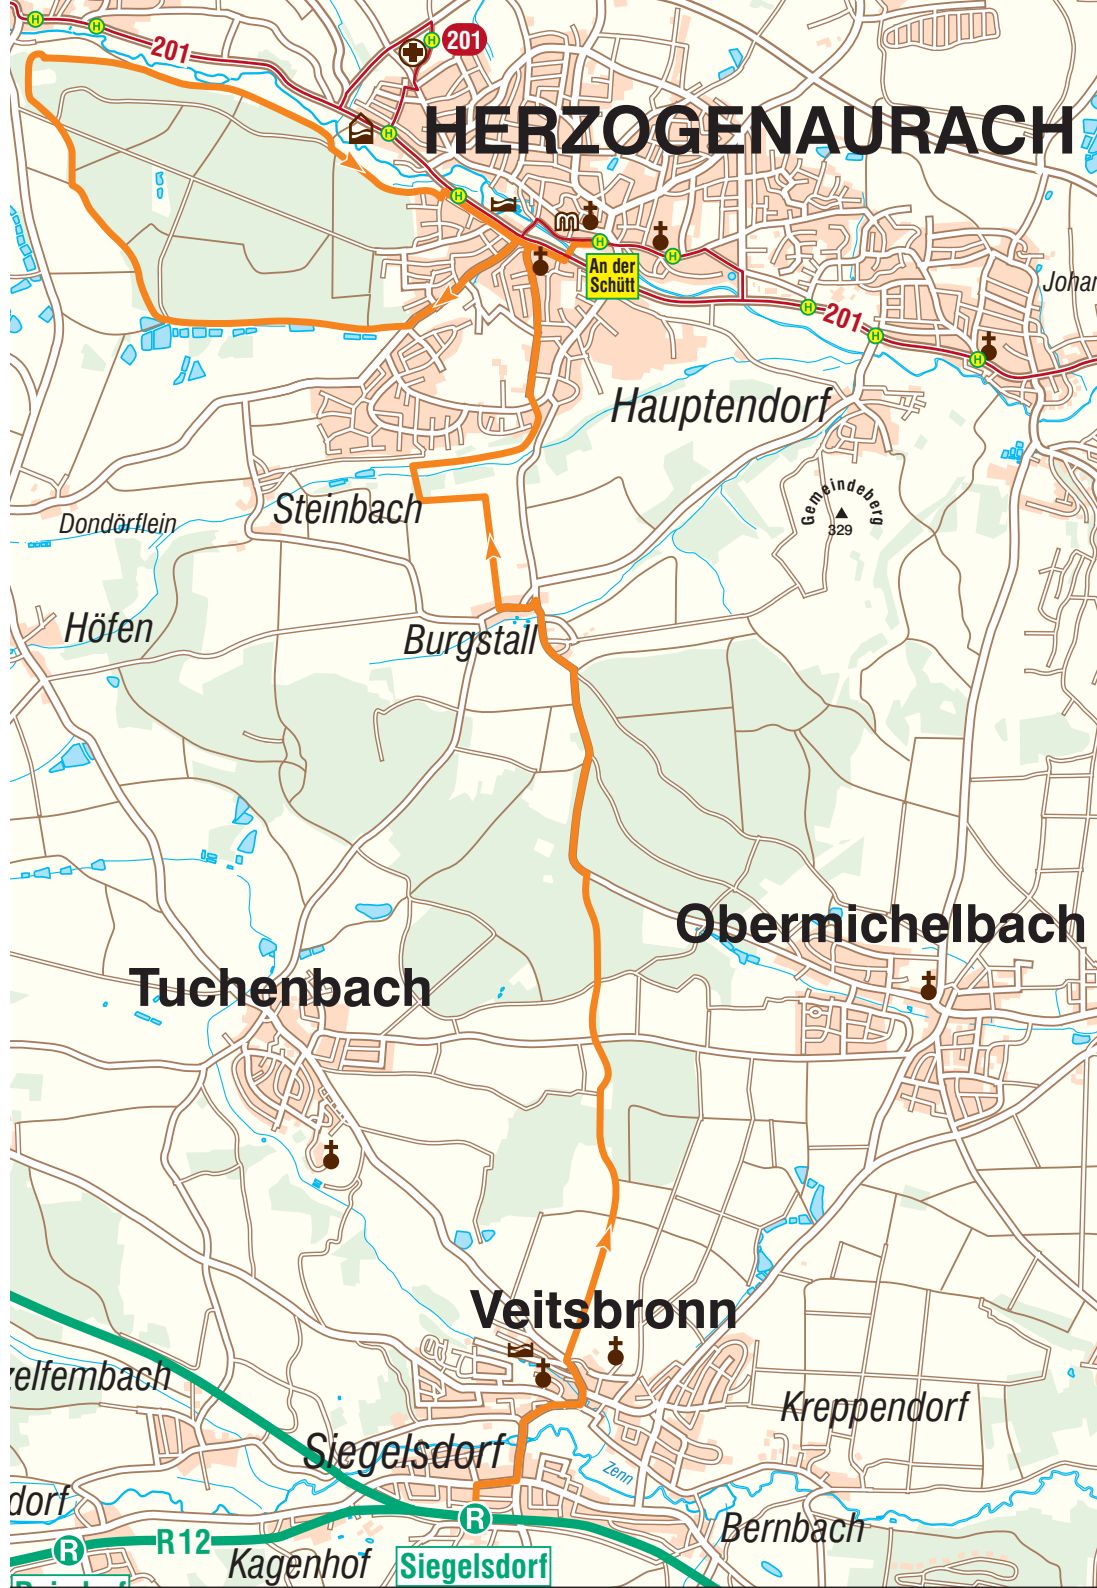 201
201
HERZOGENAURACH
An der
Schütt
Johan
201
Hauptendorf
Gemeindeberg
329
Steinbach
Dondörflein
Höfen
Burgstall
Obermichelbach
Tuchenbach
Veitsbronn
zelfembach
Kreppendorf
Siegelsdorf
Zenn
dorf
R
Bernbach
R12
R
Kagenhof
Siegelsdorf